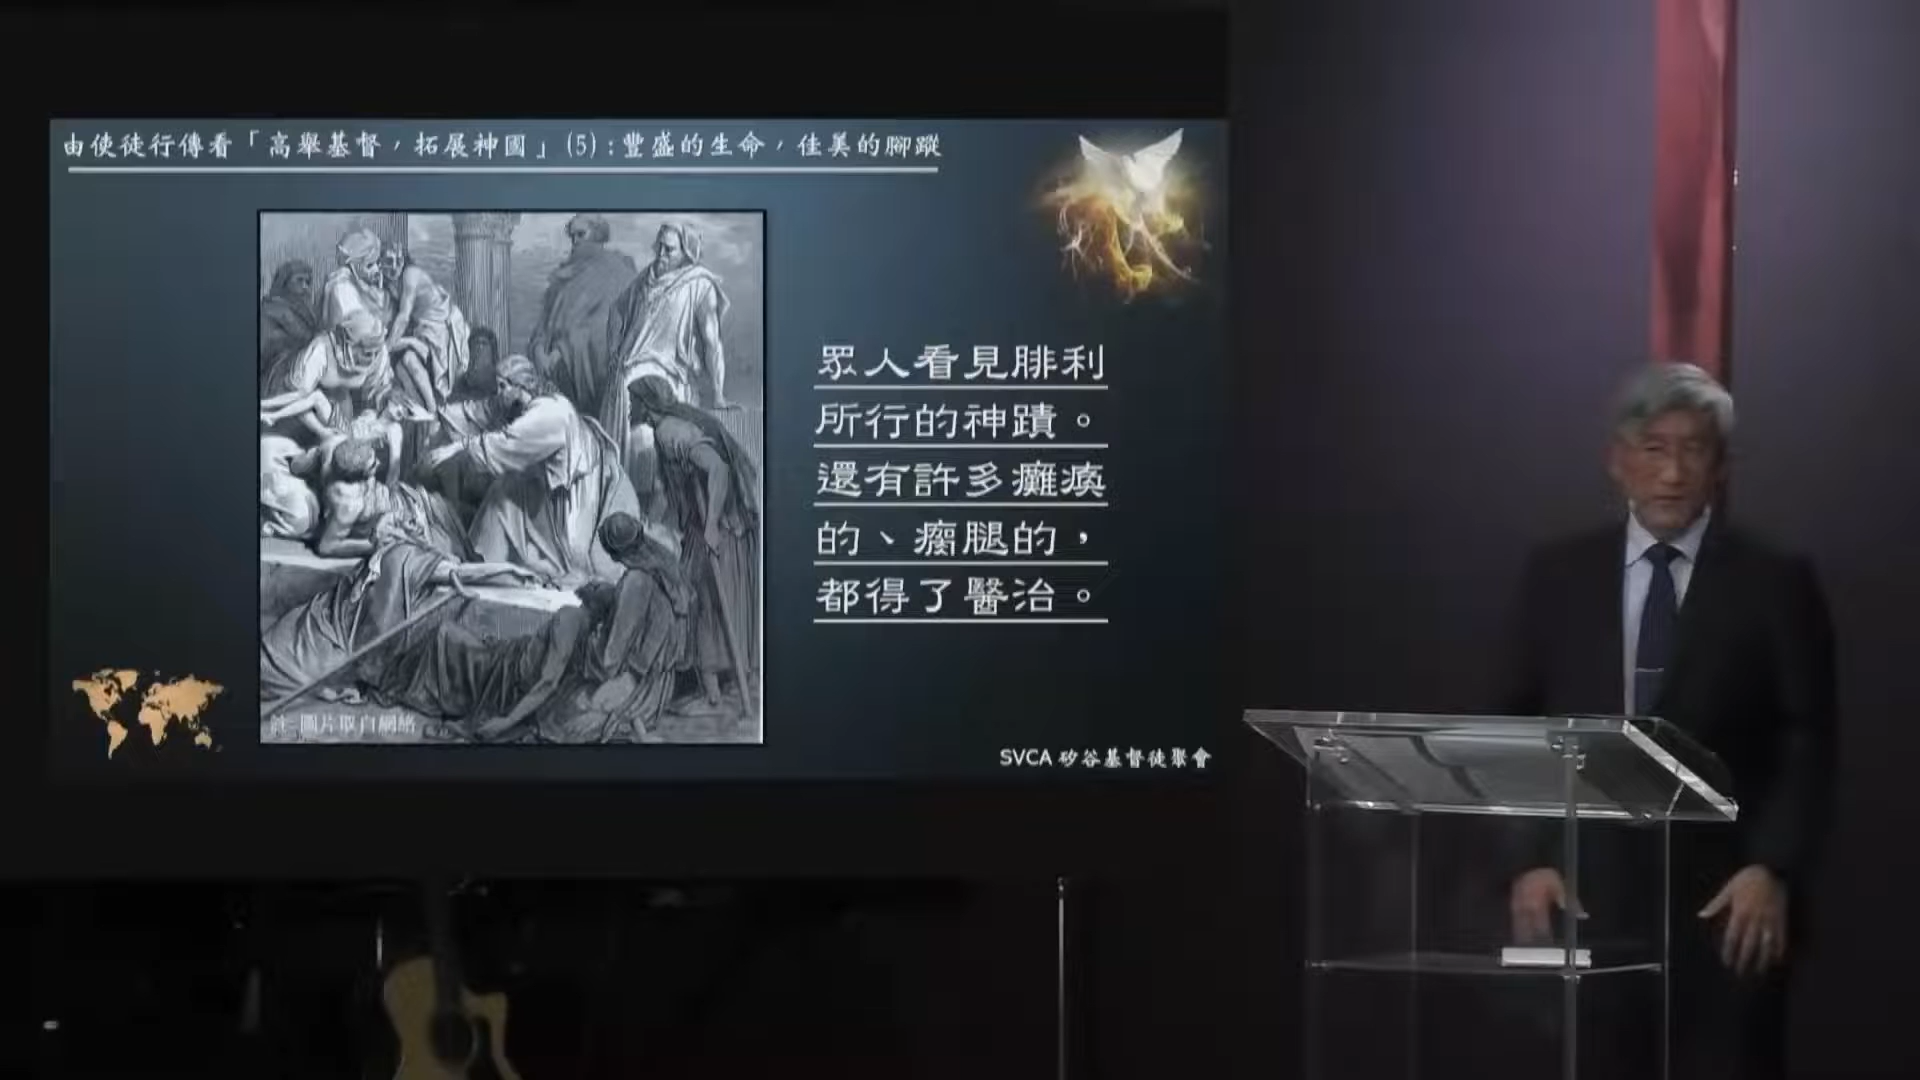 由使徒行傳看「高舉基督，拓展神國」(5):豐盛的生命，佳美的腳蹤
眾人看見腓利
所行的神蹟。
還有許多癱瘓
的、瘸腿的，
都得了醫治。
註:圖片取自網絡
SVCA 矽谷基督徒聚會